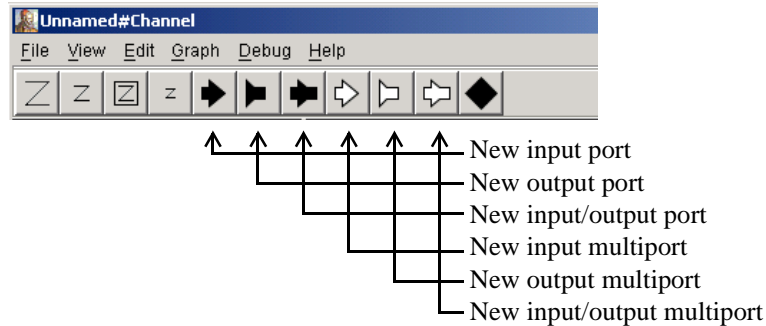 Unnamed#Channel
File View Edit Graph Debug Help
Z Z Z z
New input port
New output port
New input/output port
New input multiport
New output multiport
New input/output multiport